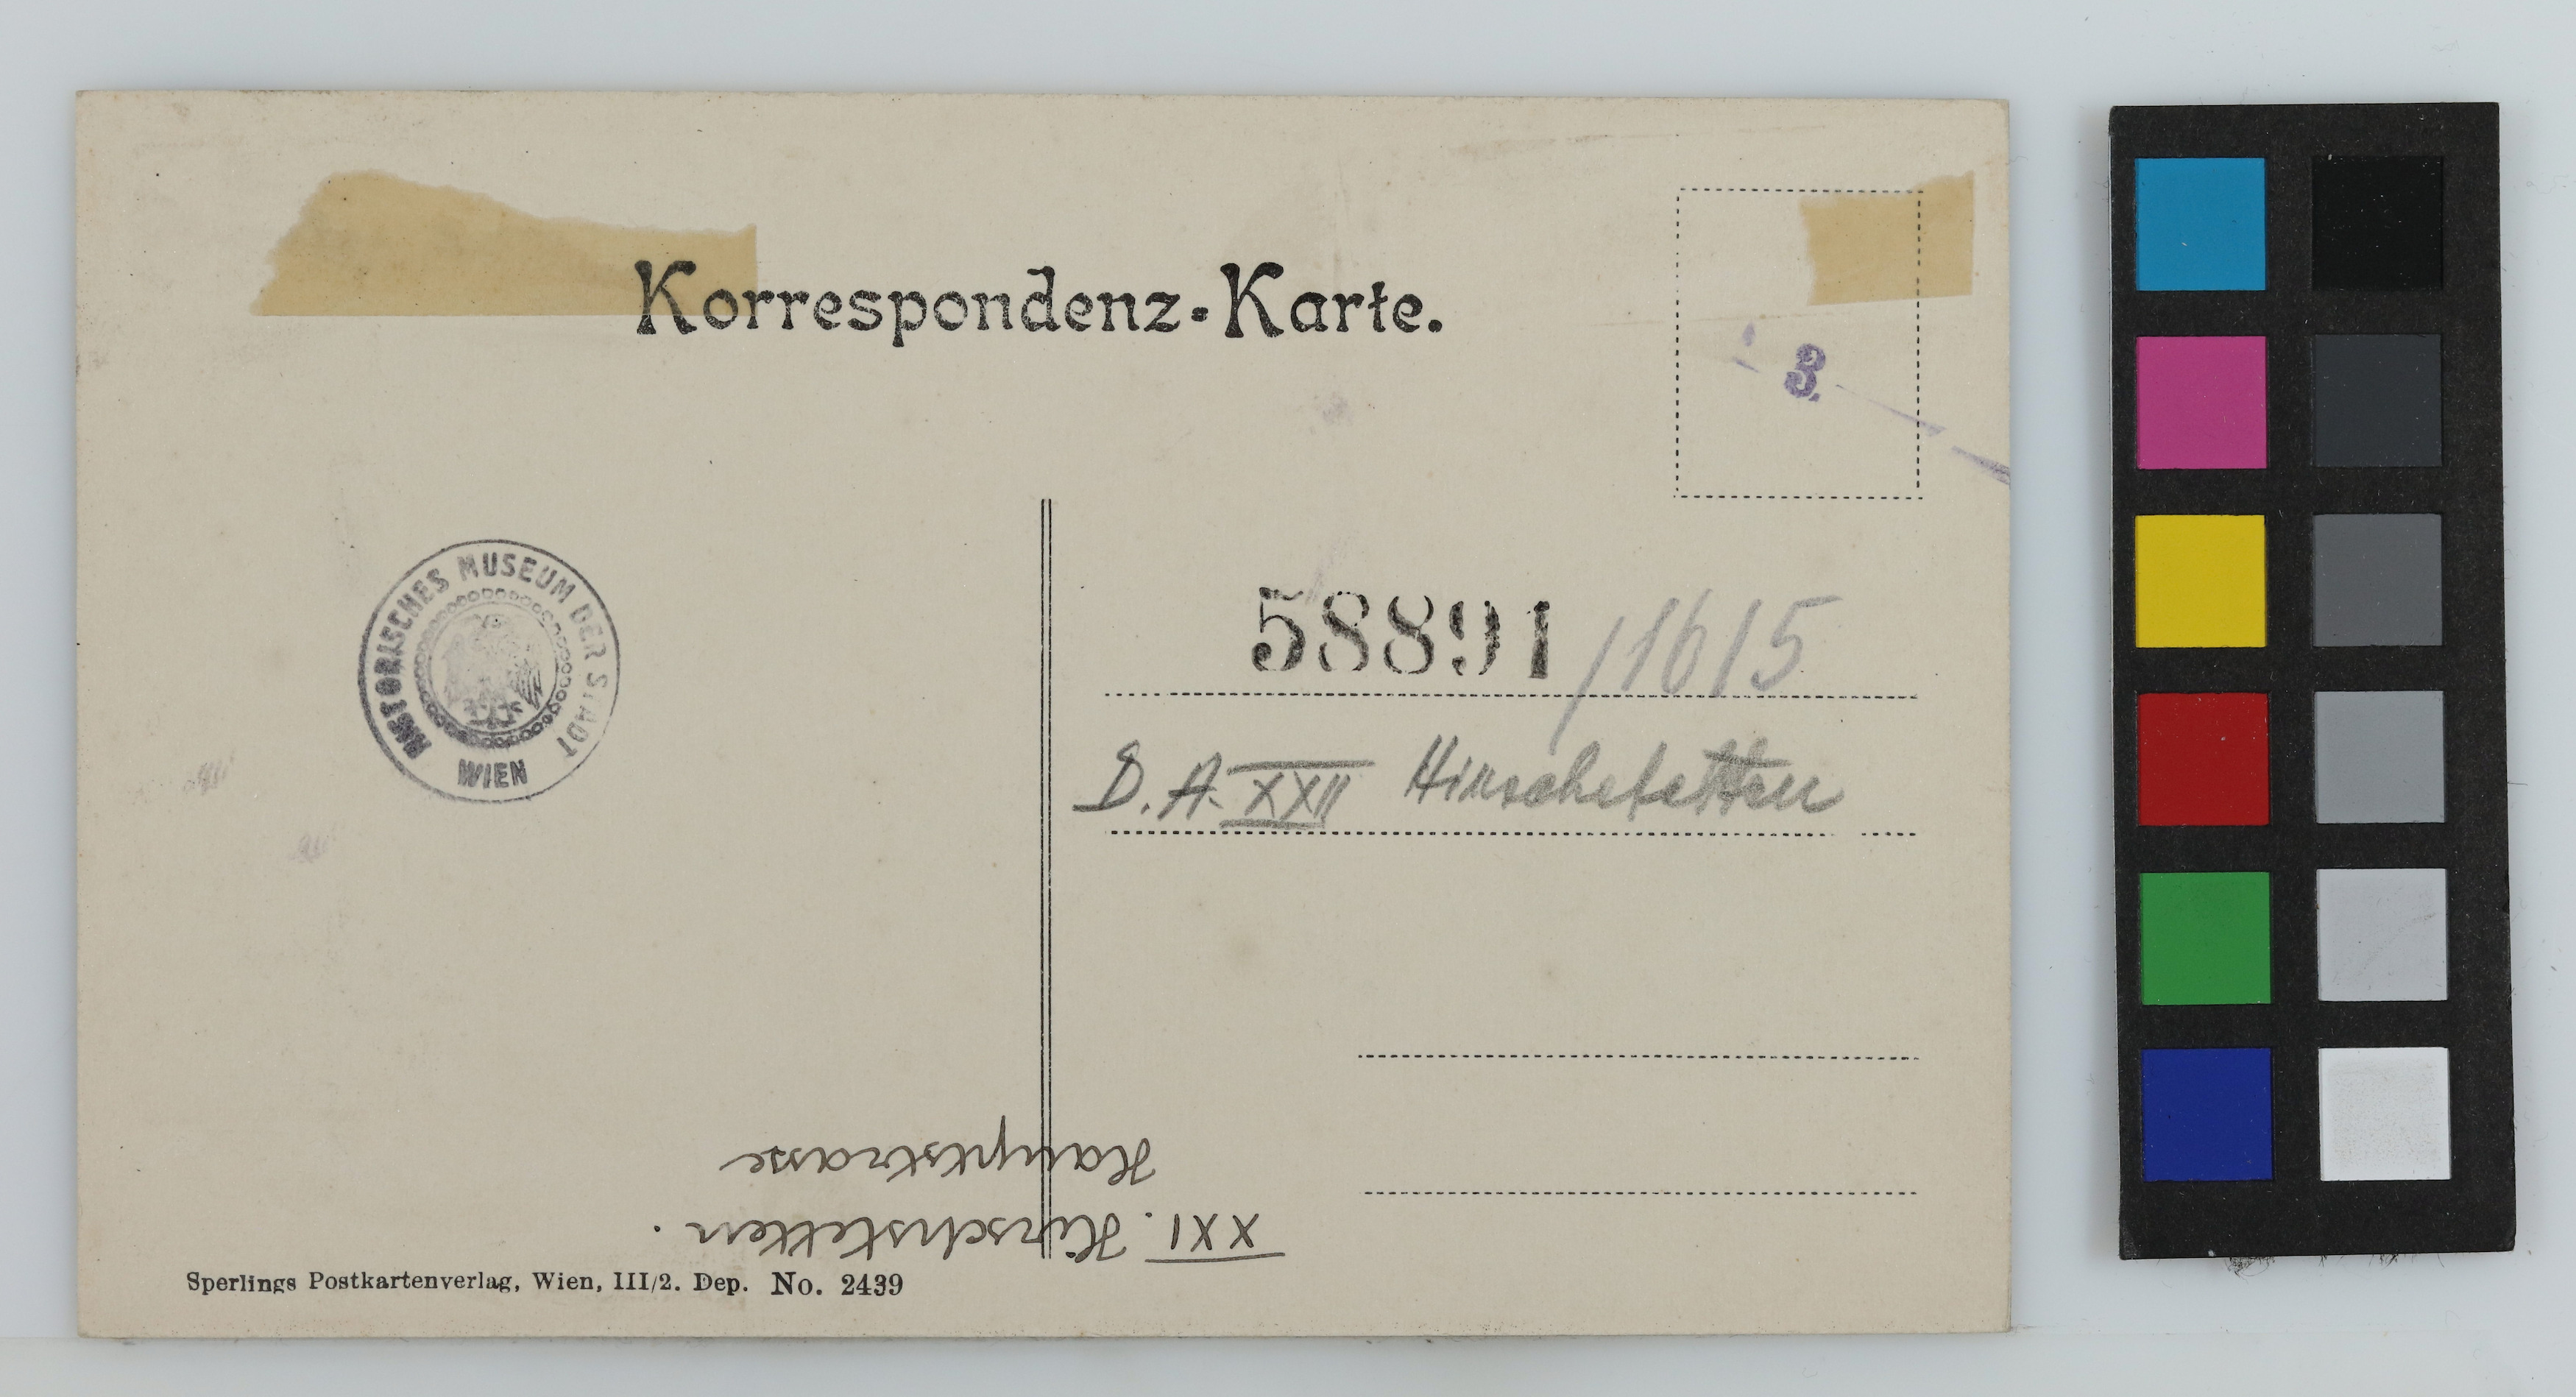 Korrespondenz-Karte.
3.
HISTORISCHES MUSEUM DER STADT
WIEN
58891/1615
D.A. XXII Hirschstetten
XXI. Hirschstetten.
Hauptstrasse
Sperlings Postkartenverlag, Wien, III/2. Dep. No. 2439